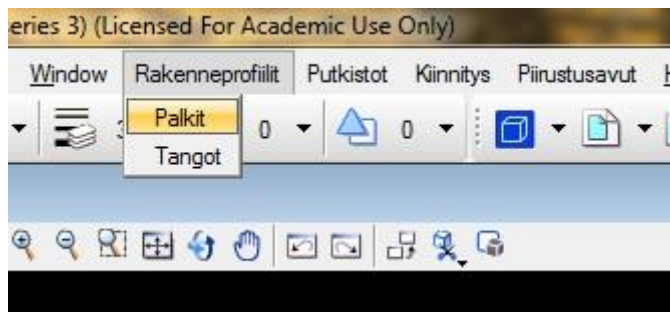 eries 3) (Licensed For Academic Use Only)
Window Rakenneprofiilit Putkistot Kiinnitys Piirustusavut H
Palkit 0 0
Tangot